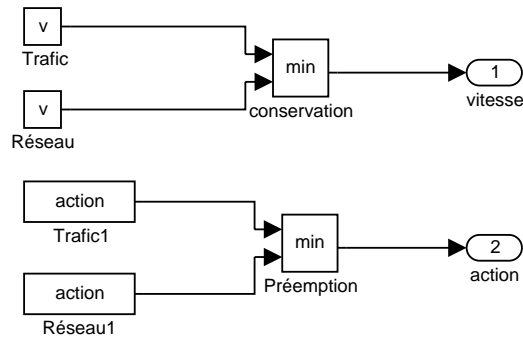 v
Trafic
min
1
conservation
vitesse
v
Réseau
action
Trafic1
min
2
Préemption
action
action
Réseau1